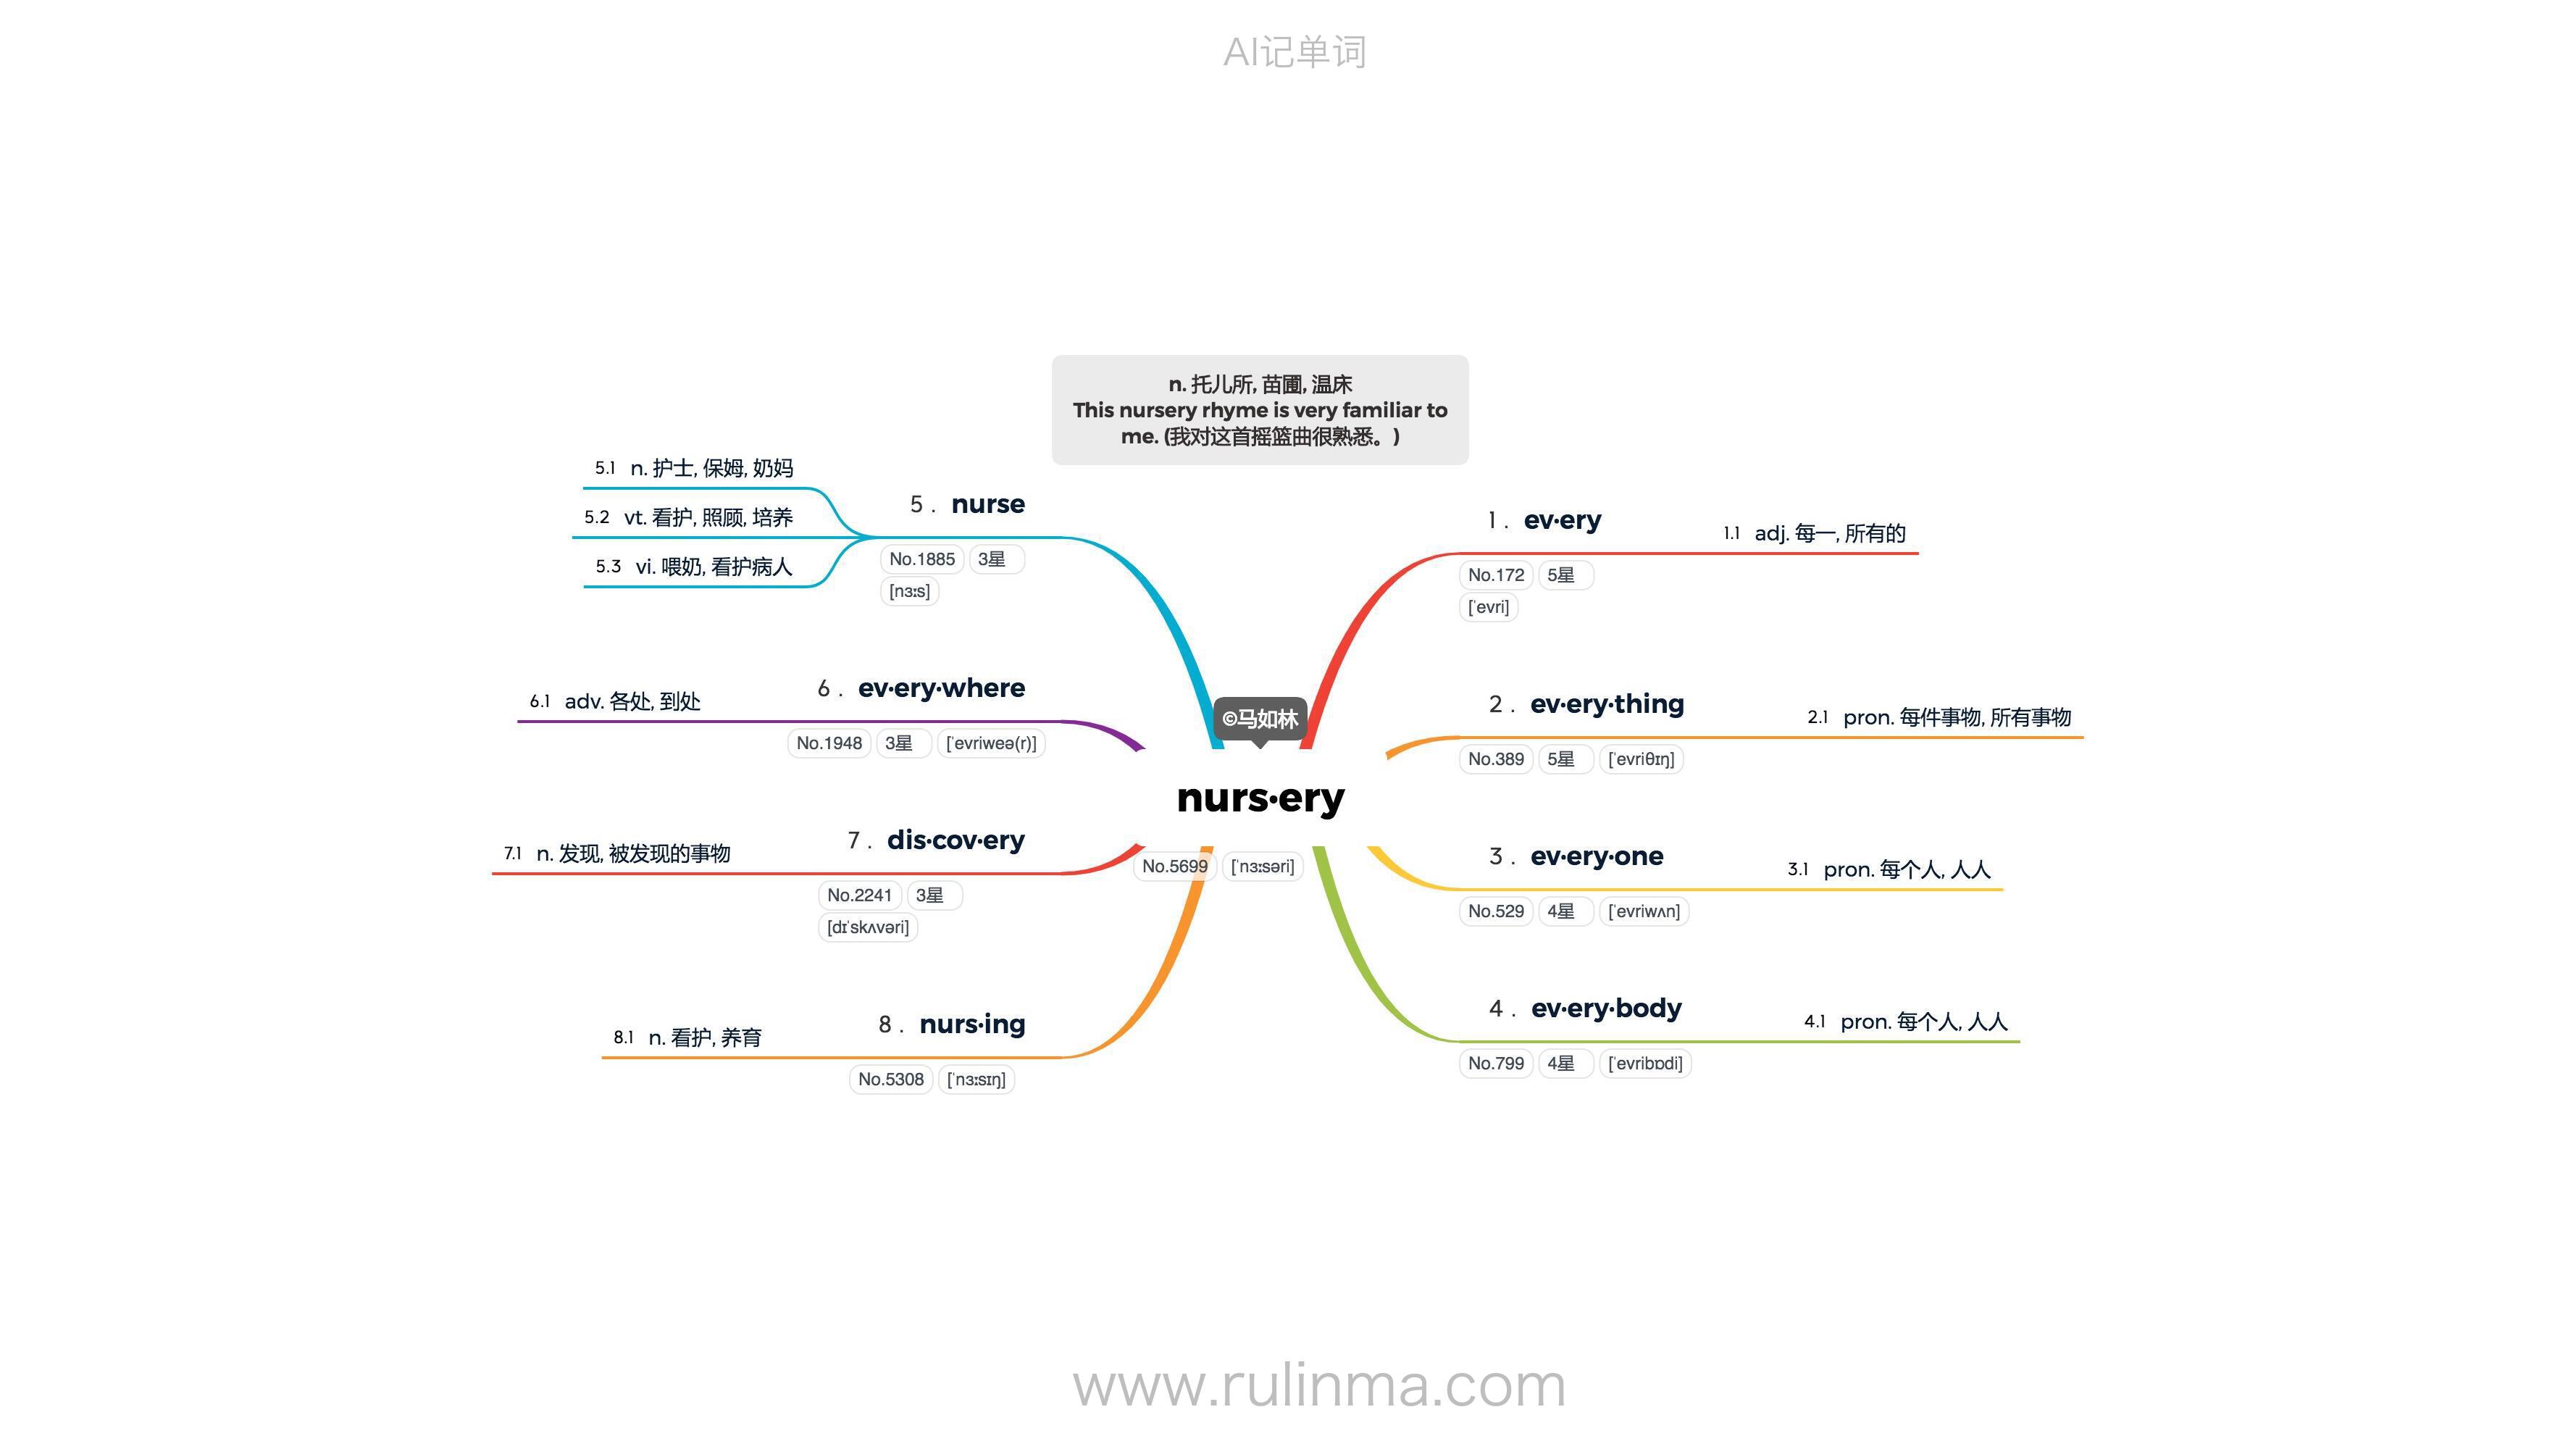 AI记单词
n. 托儿所, 苗圃, 温床
This nursery rhyme is very familiar to
me. (我对这首摇篮曲很熟悉。)
©马如林
nurs·ery
No.5699 [ˈnɜːsəri]
1 . ev·ery
No.172 5星
[ˈevri]
1.1 adj. 每一, 所有的
2 . ev·ery·thing
No.389 5星 [ˈevriθɪŋ]
2.1 pron. 每件事物, 所有事物
3 . ev·ery·one
No.529 4星 [ˈevriwʌn]
3.1 pron. 每个人, 人人
4 . ev·ery·body
No.799 4星 [ˈevribɒdi]
4.1 pron. 每个人, 人人
5 . nurse
No.1885 3星
[nɜːs]
5.1 n. 护士, 保姆, 奶妈
5.2 vt. 看护, 照顾, 培养
5.3 vi. 喂奶, 看护病人
6 . ev·ery·where
No.1948 3星 [ˈevriweə(r)]
6.1 adv. 各处, 到处
7 . dis·cov·ery
No.2241 3星
[dɪˈskʌvəri]
7.1 n. 发现, 被发现的事物
8 . nurs·ing
No.5308 [ˈnɜːsɪŋ]
8.1 n. 看护, 养育
www.rulinma.com